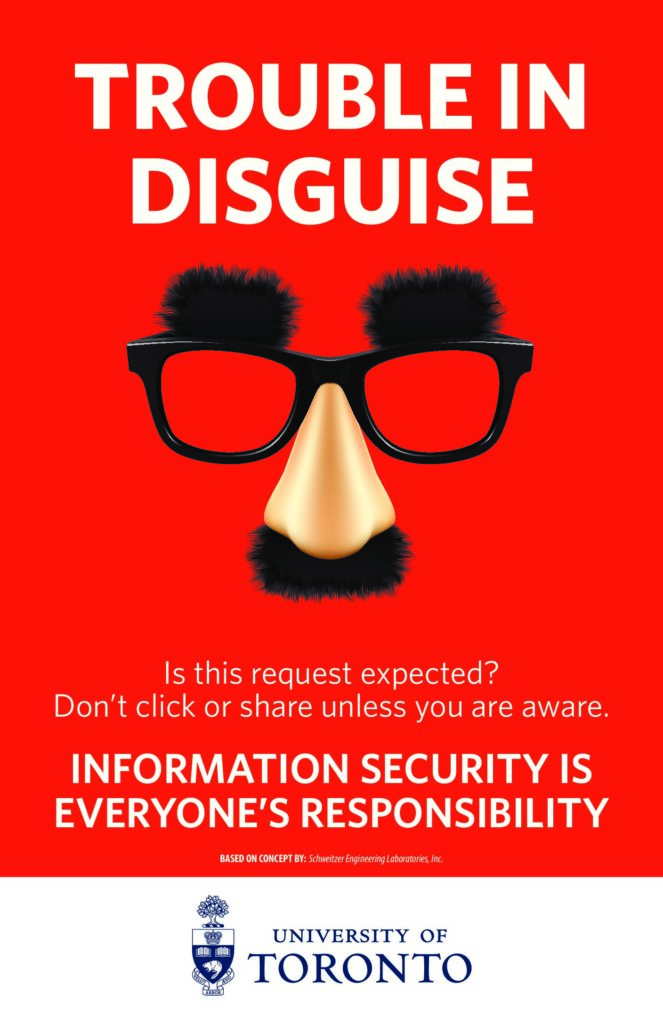 TROUBLE IN
DISGUISE
Is this request expected?
Don't click or share unless you are aware.
INFORMATION SECURITY IS
EVERYONE'S RESPONSIBILITY
BASED ON CONCEPT BY: Schweitzer Engineering Laboratories, Inc.
UNIVERSITY OF
TORONTO